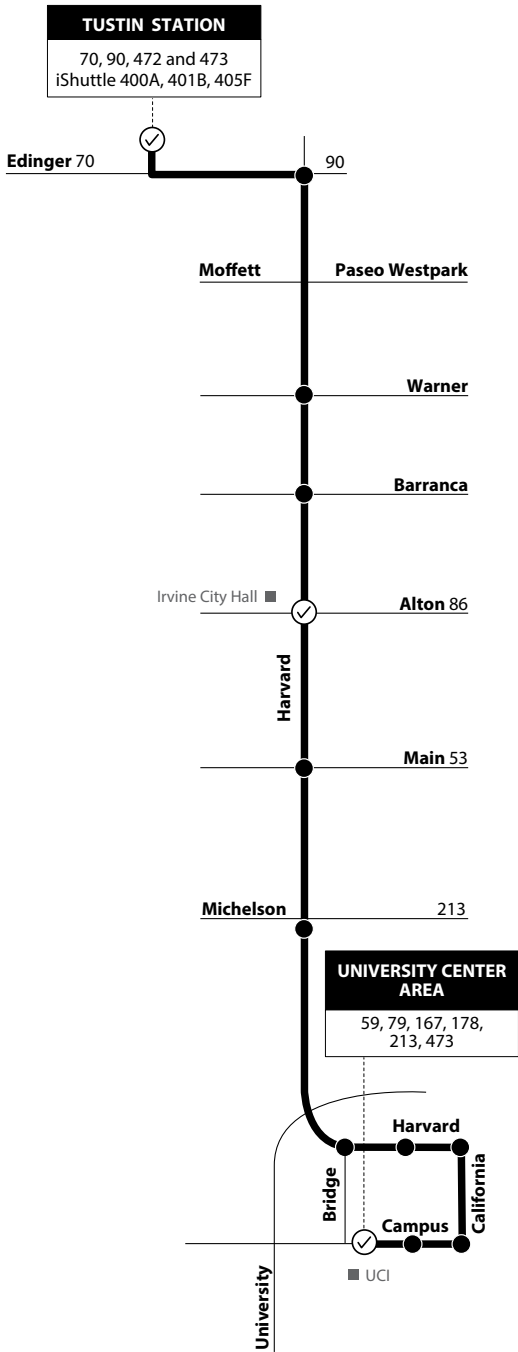 TUSTIN STATION
70, 90, 472 and 473
iShuttle 400A, 401B, 405F
Edinger 70
90
Moffett
Paseo Westpark
Warner
Barranca
Irvine City Hall
Alton 86
Harvard
Main 53
Michelson
213
UNIVERSITY CENTER
AREA
59, 79, 167, 178,
213, 473
Harvard
Bridge
California
Campus
UCI
University